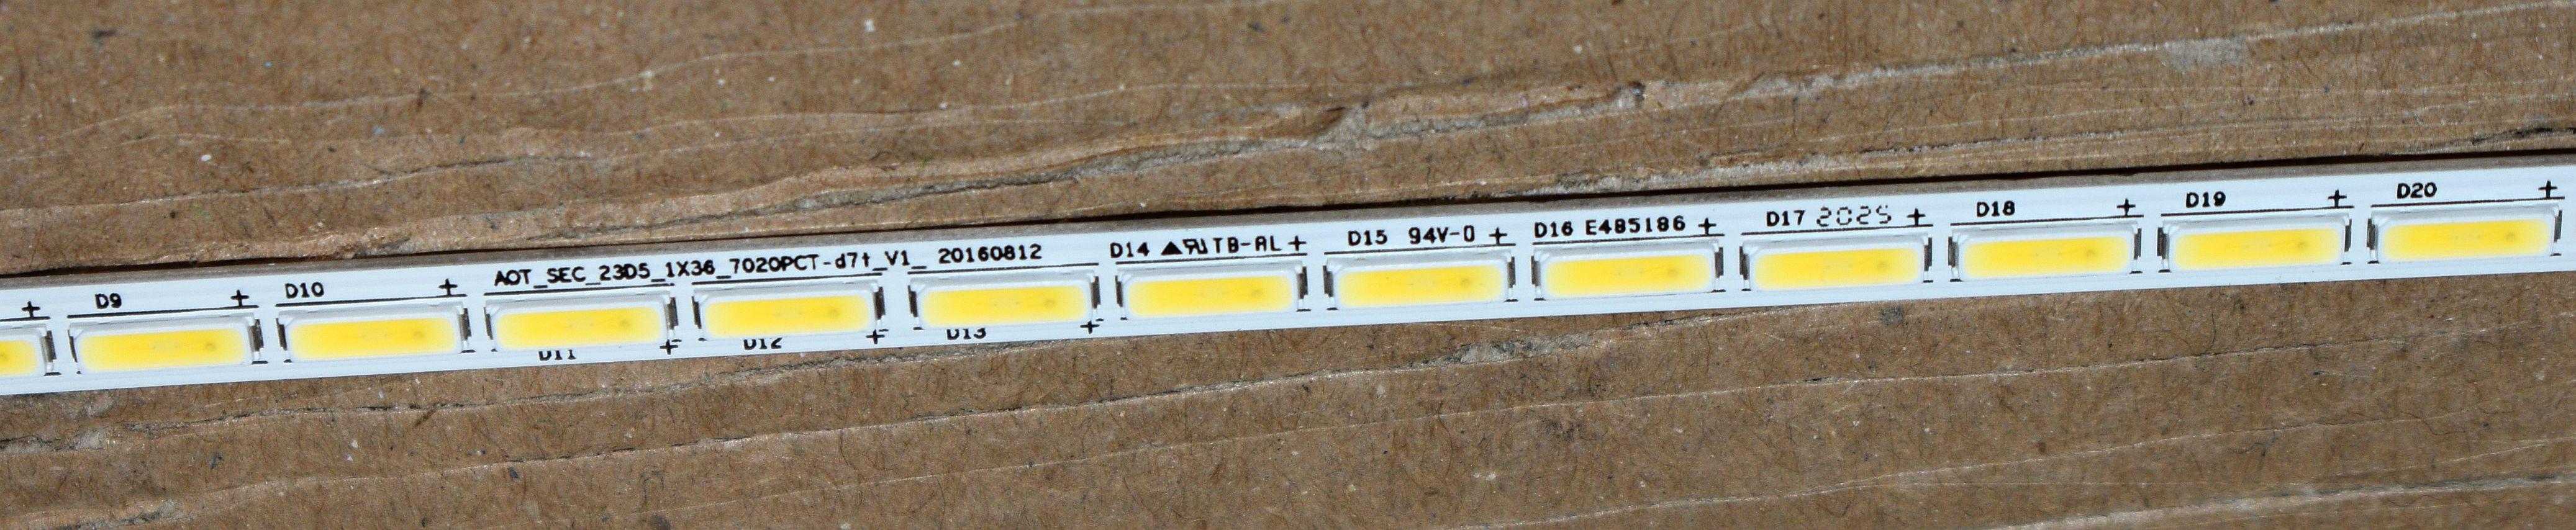 D9 + D10 + AOT_SEC_23D5_1X36_7020PCT-d7t_V1_ 20160812 D14 ▲ TB-AL + D15 94V-0 + D16 E485186 + D17 2025 + D18 + D19 + D20 +
D11 + D12 + D13 +